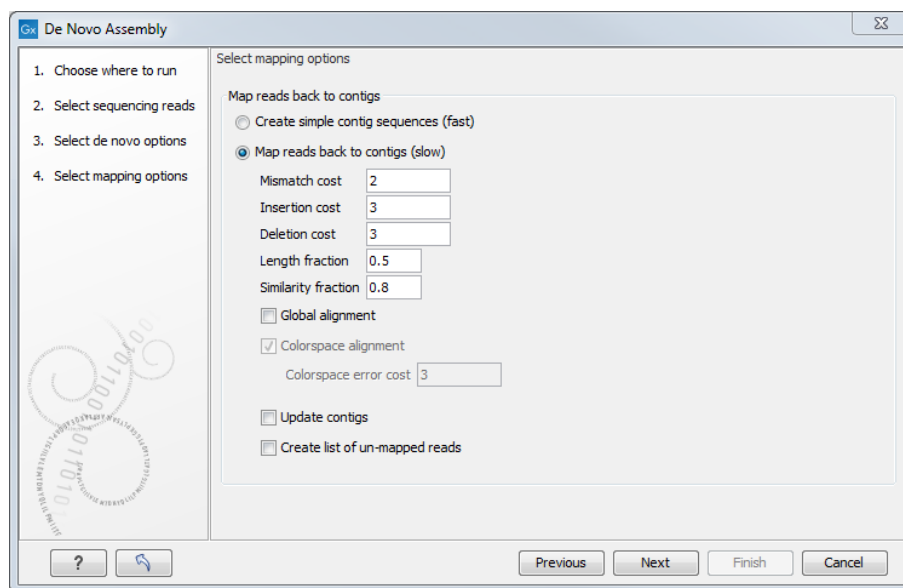 Gx De Novo Assembly
1. Choose where to run
2. Select sequencing reads
3. Select de novo options
4. Select mapping options
Select mapping options
Map reads back to contigs
Create simple contig sequences (fast)
Map reads back to contigs (slow)
Mismatch cost 2
Insertion cost 3
Deletion cost 3
Length fraction 0.5
Similarity fraction 0.8
Global alignment
Colorspace alignment
Colorspace error cost 3
Update contigs
Create list of un-mapped reads
? Previous Next Finish Cancel